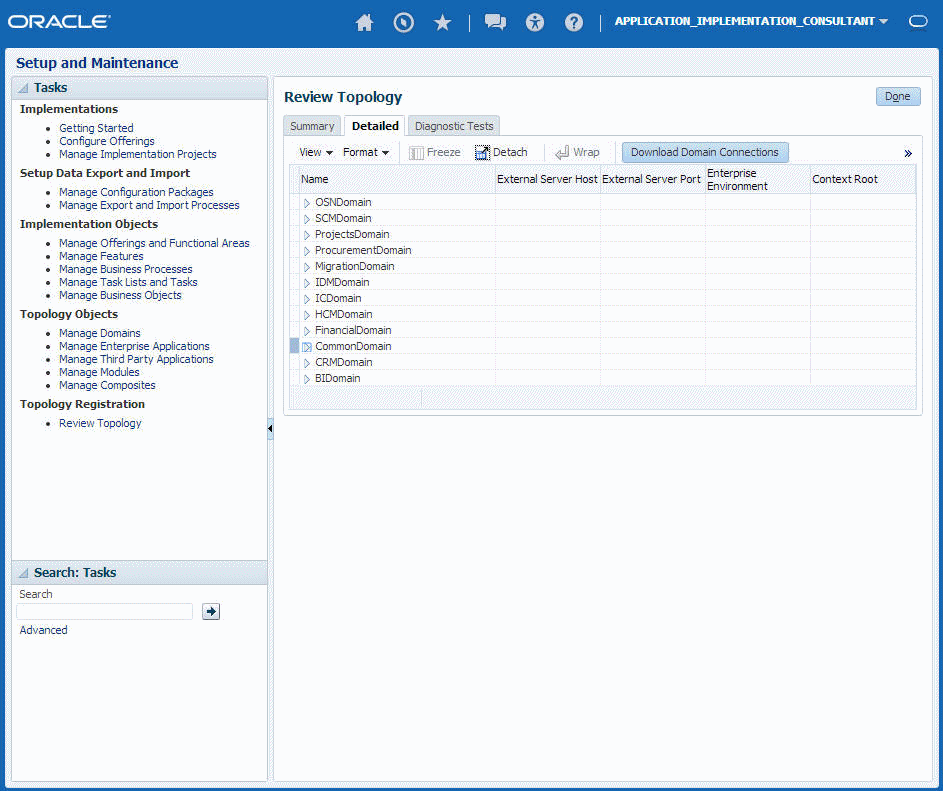 ORACLE
APPLICATION_IMPLEMENTATION_CONSULTANT
Setup and Maintenance
Tasks
Implementations
Getting Started
Configure Offerings
Manage Implementation Projects
Setup Data Export and Import
Manage Configuration Packages
Manage Export and Import Processes
Implementation Objects
Manage Offerings and Functional Areas
Manage Features
Manage Business Processes
Manage Task Lists and Tasks
Manage Business Objects
Topology Objects
Manage Domains
Manage Enterprise Applications
Manage Third Party Applications
Manage Modules
Manage Composites
Topology Registration
Review Topology
Search: Tasks
Search
Advanced
Review Topology
Done
Summary Detailed Diagnostic Tests
View Format Freeze Detach Wrap Download Domain Connections »
Name External Server Host External Server Port Enterprise Environment Context Root
OSNDomain
SCMDomain
ProjectsDomain
ProcurementDomain
MigrationDomain
IDMDomain
ICDomain
HCMDomain
FinancialDomain
CommonDomain
CRMDomain
BIDomain